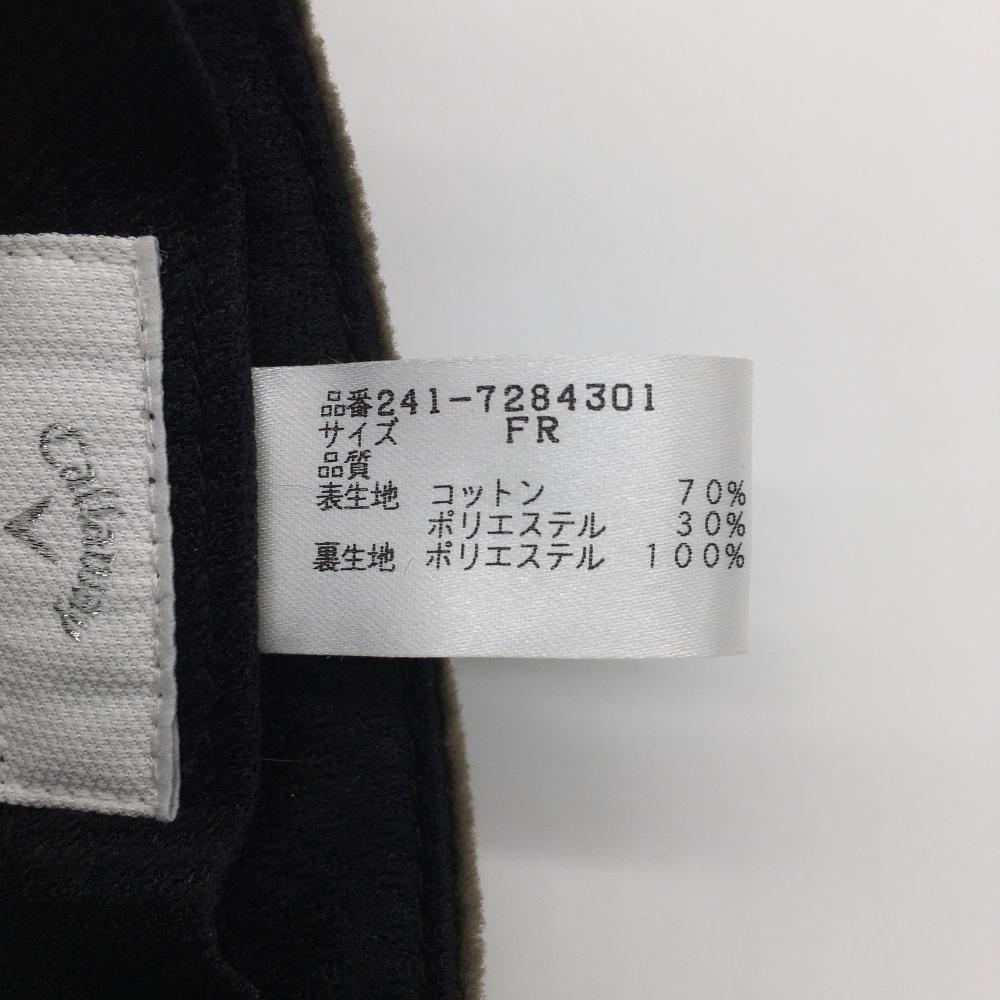 Callaway
品番241-7284301
サイズ FR
品質
表生地 コットン 70%
ポリエステル 30%
裏生地 ポリエステル 100%